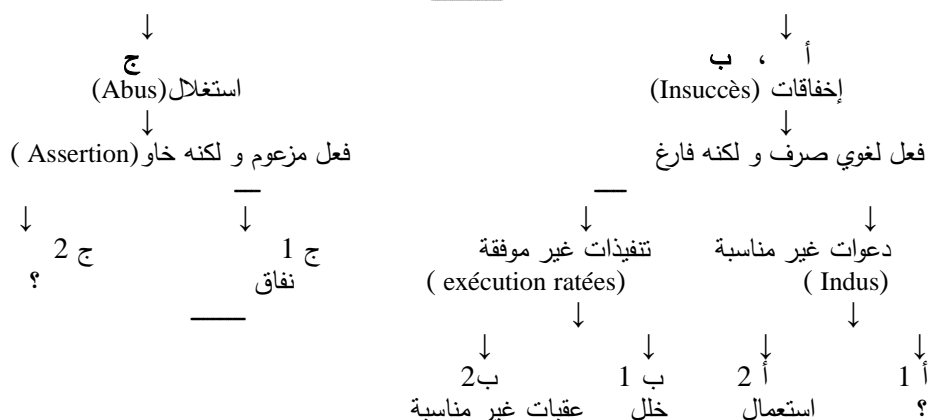 ↓ ↓
أ ، ب ج
إخفاقات (Insuccès) استغلال(Abus)
↓ ↓
فعل لغوي صرف و لكنه فارغ فعل مزعوم و لكنه خاو(Assertion )
↓ ↓ ↓ ↓
دعوات غير مناسبة تنفيذات غير موفقة ج 1 ج 2
(Indus ) (exécution ratées ) نفاق ؟
↓ ↓
↓ ↓ ↓ ↓
أ 1 أ 2 ب 1 ب2
؟ استعمال خلل عقبات غير مناسبة